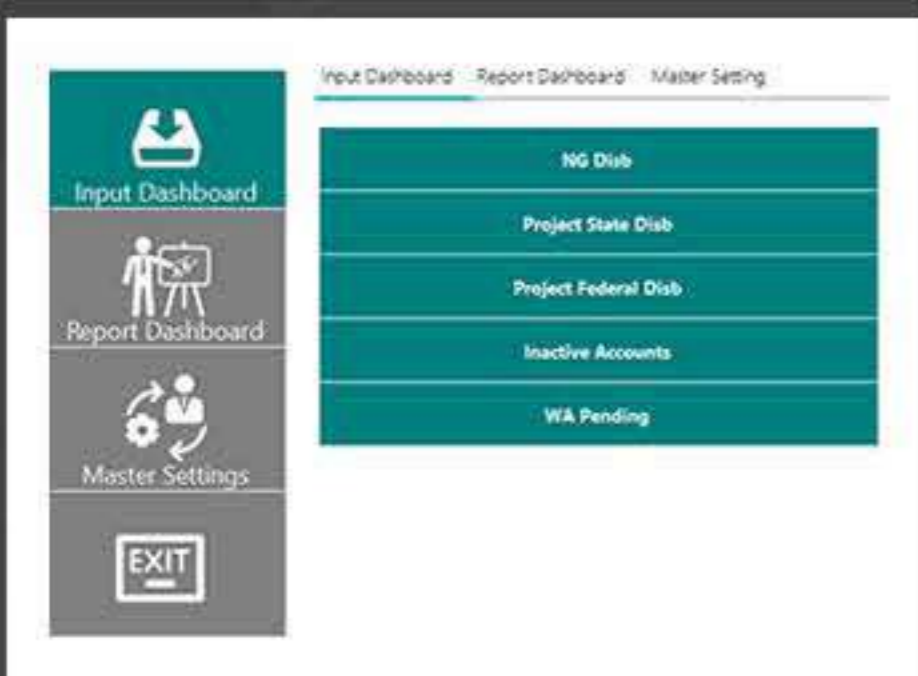 Input Dashboard Report Dashboard Master Setting
Input Dashboard
Report Dashboard
Master Settings
EXIT
NG Disb
Project State Disb
Project Federal Disb
Inactive Accounts
WA Pending